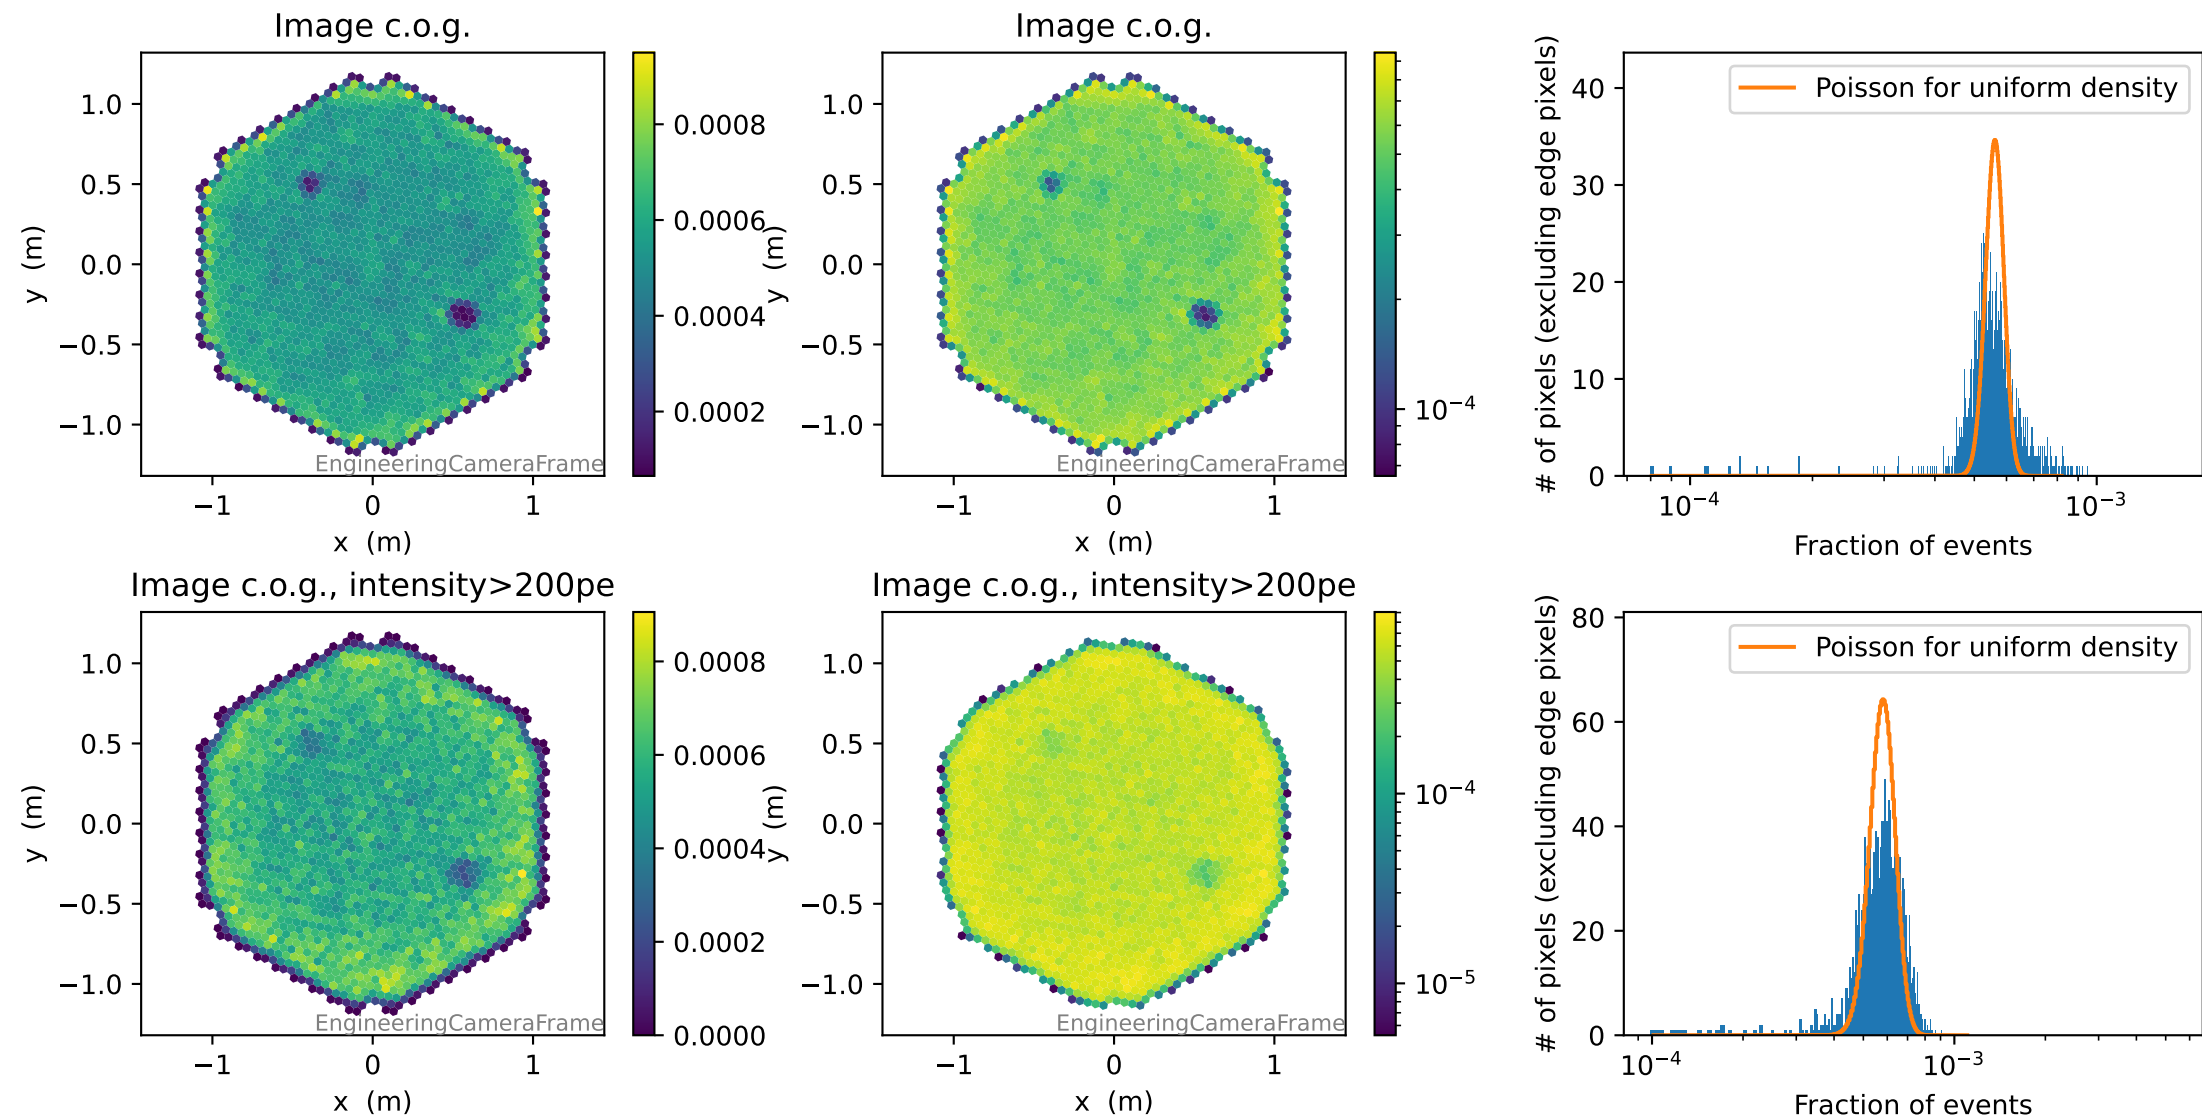 Image c.o.g.
1.0
0.5
0.0
−0.5
−1.0
y (m)
−1 0 1
x (m)
EngineeringCameraFrame
0.0008
0.0006
0.0004
0.0002
Image c.o.g.
1.0
0.5
0.0
−0.5
−1.0
y (m)
−1 0 1
x (m)
EngineeringCameraFrame
10⁻⁴
# of pixels (excluding edge pixels)
40
30
20
10
0
Poisson for uniform density
10⁻⁴ 10⁻³
Fraction of events
Image c.o.g., intensity>200pe
1.0
0.5
0.0
−0.5
−1.0
y (m)
−1 0 1
x (m)
EngineeringCameraFrame
0.0008
0.0006
0.0004
0.0002
0.0000
Image c.o.g., intensity>200pe
1.0
0.5
0.0
−0.5
−1.0
y (m)
−1 0 1
x (m)
EngineeringCameraFrame
10⁻⁴
10⁻⁵
# of pixels (excluding edge pixels)
80
60
40
20
0
Poisson for uniform density
10⁻⁴ 10⁻³
Fraction of events